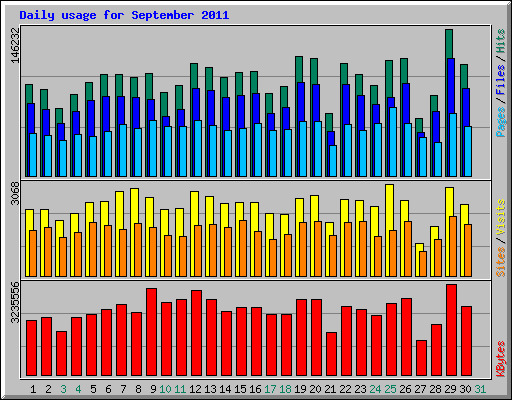 Daily usage for September 2011
146232
Pages / Files / Hits
3068
Sites / Visits
3235556
KBytes
1 2 3 4 5 6 7 8 9 10 11 12 13 14 15 16 17 18 19 20 21 22 23 24 25 26 27 28 29 30 31